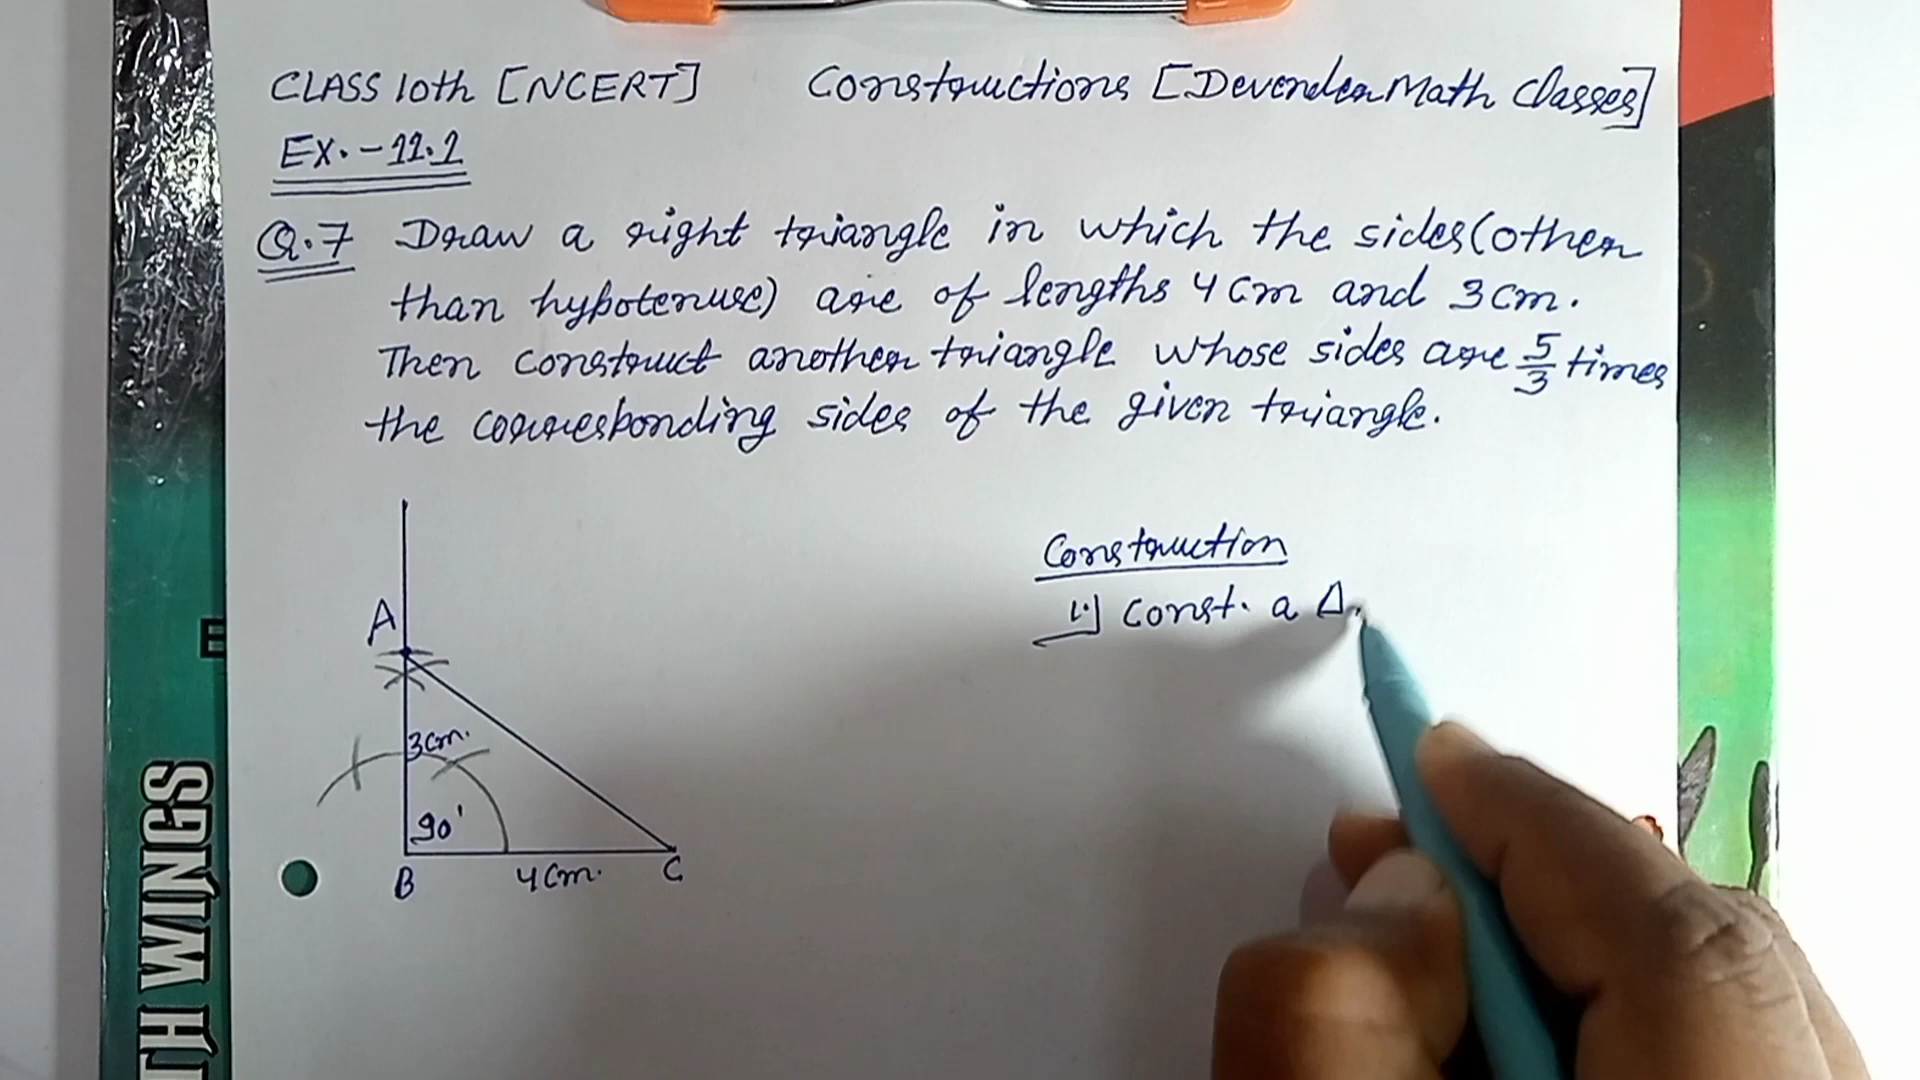 CLASS 10th [NCERT] Constructions [Devender Math Classes]
Ex. - 11.1
Q.7 Draw a right triangle in which the sides (other
than hypotenuse) are of lengths 4 cm and 3 cm.
Then construct another triangle whose sides are 5/3 times
the corresponding sides of the given triangle.
Construction
1.] Const. a Δ
A
3cm.
90'
B 4cm. C
TH WINGS